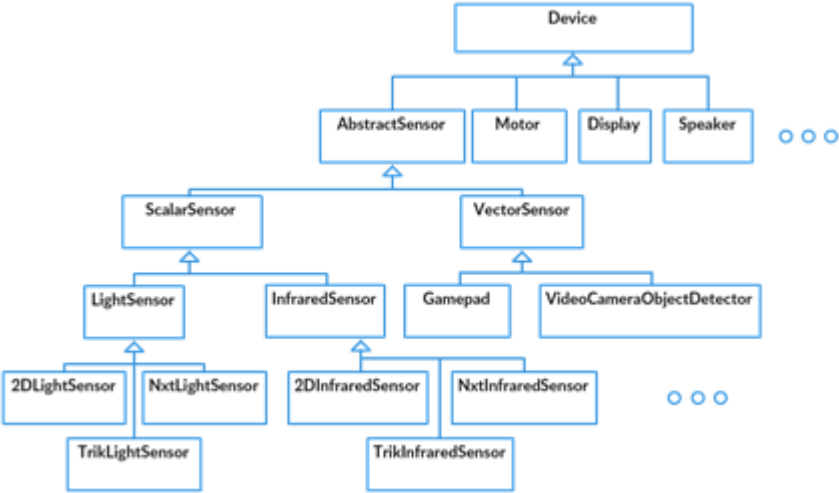 Device
AbstractSensor
Motor
Display
Speaker
ScalarSensor
VectorSensor
LightSensor
InfraredSensor
Gamepad
VideoCameraObjectDetector
2DLightSensor
NxtLightSensor
2DInfraredSensor
NxtInfraredSensor
TrikLightSensor
TrikInfraredSensor